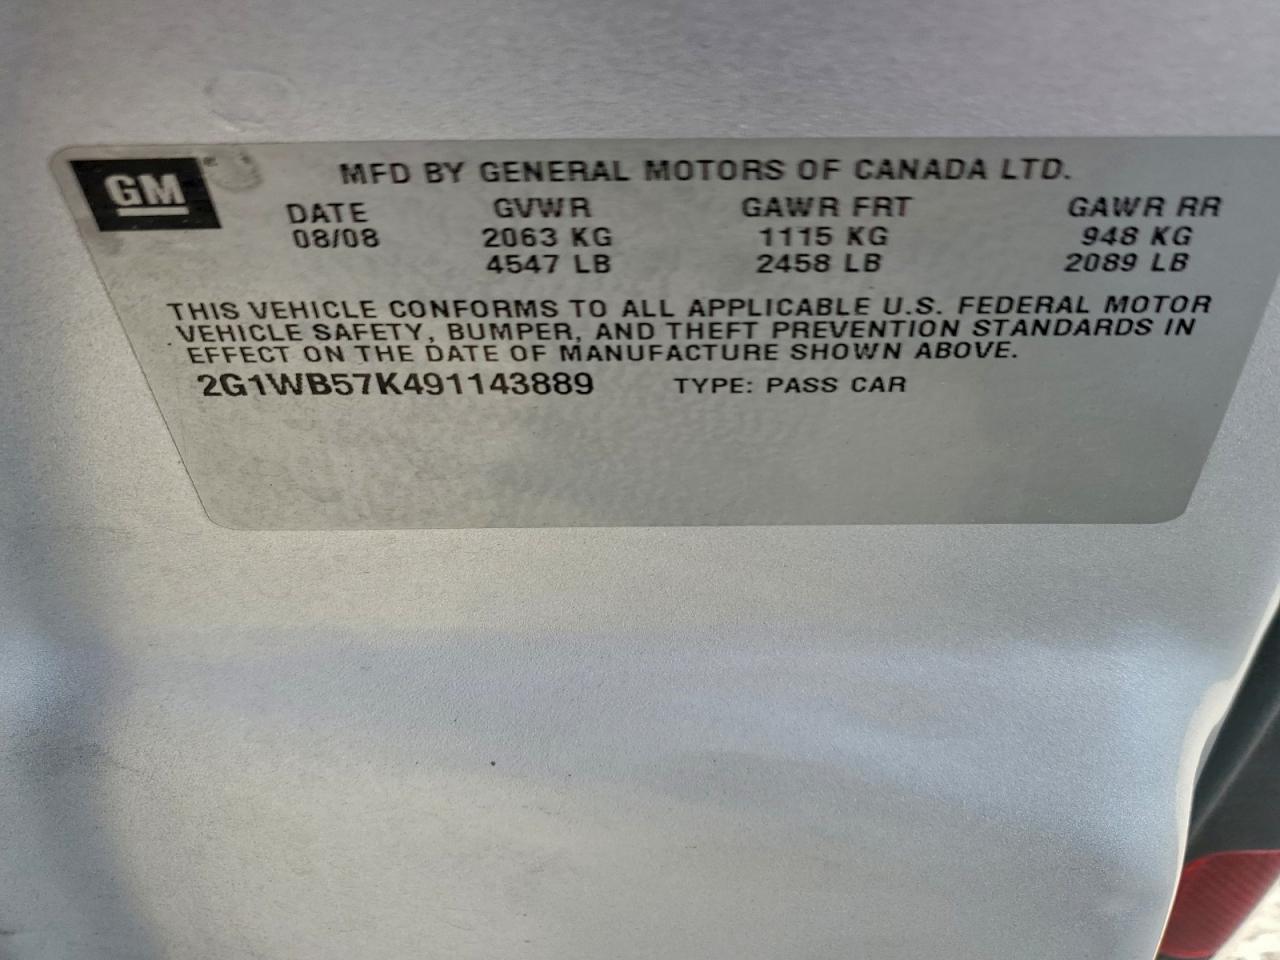 GM®
MFD BY GENERAL MOTORS OF CANADA LTD.
DATE GVWR GAWR FRT GAWR RR
08/08 2063 KG 1115 KG 948 KG
4547 LB 2458 LB 2089 LB
THIS VEHICLE CONFORMS TO ALL APPLICABLE U.S. FEDERAL MOTOR
VEHICLE SAFETY, BUMPER, AND THEFT PREVENTION STANDARDS IN
EFFECT ON THE DATE OF MANUFACTURE SHOWN ABOVE.
2G1WB57K491143889 TYPE: PASS CAR